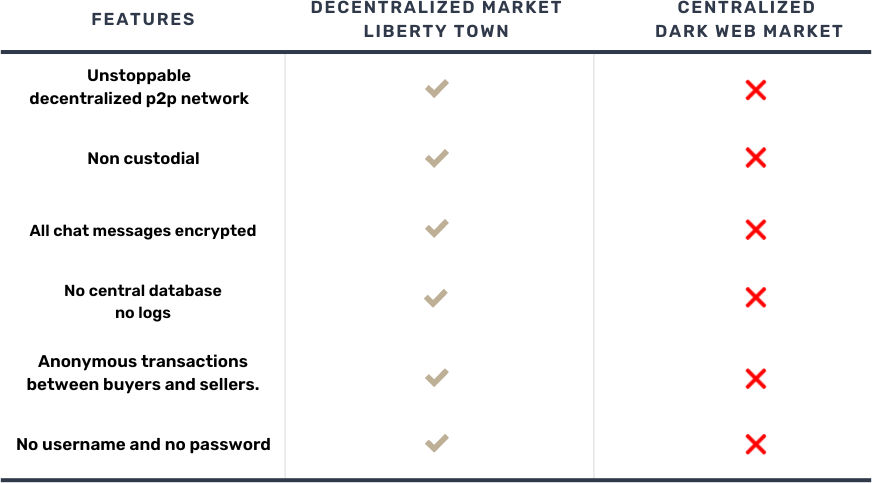 FEATURES
DECENTRALIZED MARKET
LIBERTY TOWN
CENTRALIZED
DARK WEB MARKET
Unstoppable
decentralized p2p network
Non custodial
All chat messages encrypted
No central database
no logs
Anonymous transactions
between buyers and sellers.
No username and no password